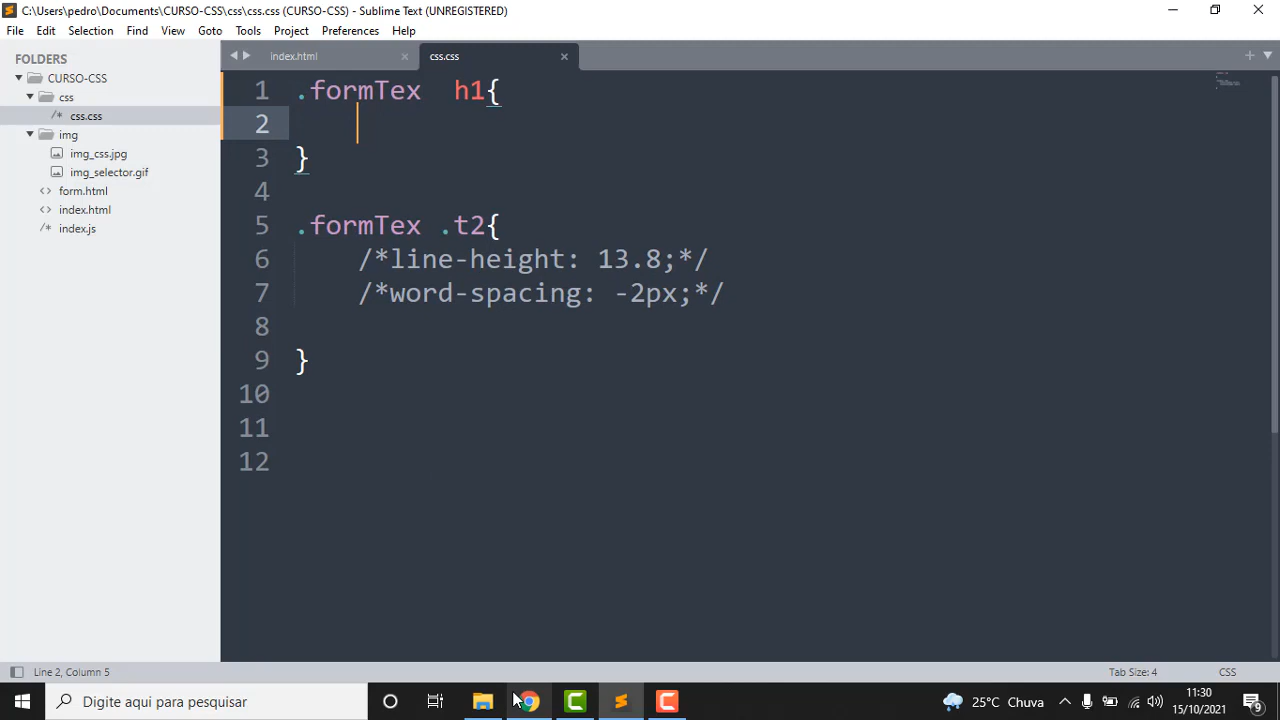 C:\Users\pedro\Documents\CURSO-CSS\css\css.css (CURSO-CSS) - Sublime Text (UNREGISTERED)
File Edit Selection Find View Goto Tools Project Preferences Help
FOLDERS
CURSO-CSS
css
/* css.css
img
img_css.jpg
img_selector.gif
<> form.html
<> index.html
<> index.js
index.html
css.css
1 .formTex  h1{
2
3 }
4
5 .formTex .t2{
6 /*line-height: 13.8;*/
7 /*word-spacing: -2px;*/
8
9 }
10
11
12
Line 2, Column 5
Tab Size: 4
CSS
Digite aqui para pesquisar
25°C Chuva
11:30
15/10/2021
9